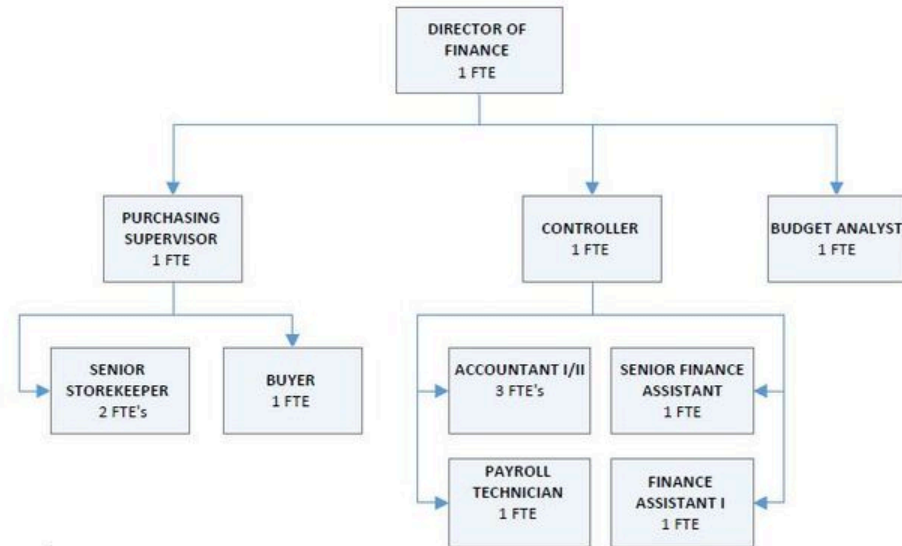 DIRECTOR OF
FINANCE
1 FTE
PURCHASING
SUPERVISOR
1 FTE
CONTROLLER
1 FTE
BUDGET ANALYST
1 FTE
SENIOR
STOREKEEPER
2 FTE's
BUYER
1 FTE
ACCOUNTANT I/II
3 FTE's
SENIOR FINANCE
ASSISTANT
1 FTE
PAYROLL
TECHNICIAN
1 FTE
FINANCE
ASSISTANT I
1 FTE